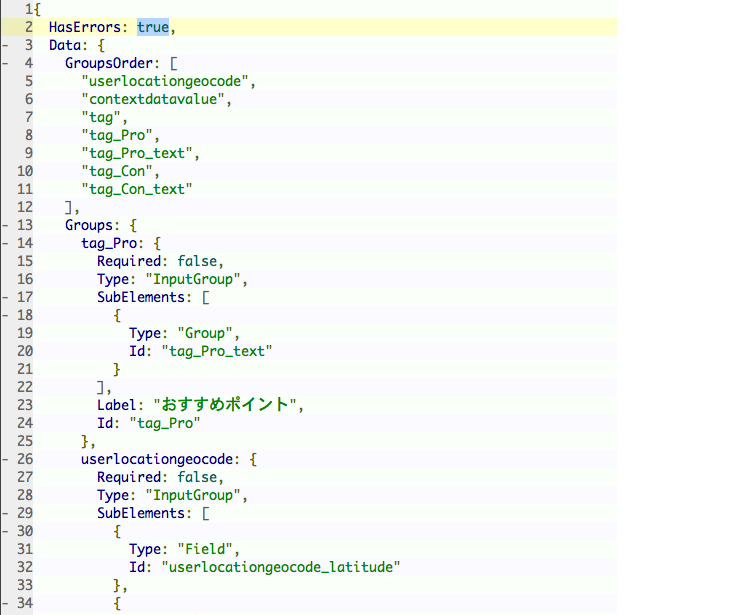 1{
2 HasErrors: true,
- 3 Data: {
- 4 GroupsOrder: [
5 "userlocationgeocode",
6 "contextdatavalue",
7 "tag",
8 "tag_Pro",
9 "tag_Pro_text",
10 "tag_Con",
11 "tag_Con_text"
12 ],
- 13 Groups: {
- 14 tag_Pro: {
15 Required: false,
16 Type: "InputGroup",
- 17 SubElements: [
- 18 {
19 Type: "Group",
20 Id: "tag_Pro_text"
21 }
22 ],
23 Label: "おすすめポイント",
24 Id: "tag_Pro"
25 },
- 26 userlocationgeocode: {
27 Required: false,
28 Type: "InputGroup",
- 29 SubElements: [
- 30 {
31 Type: "Field",
32 Id: "userlocationgeocode_latitude"
33 },
- 34 {